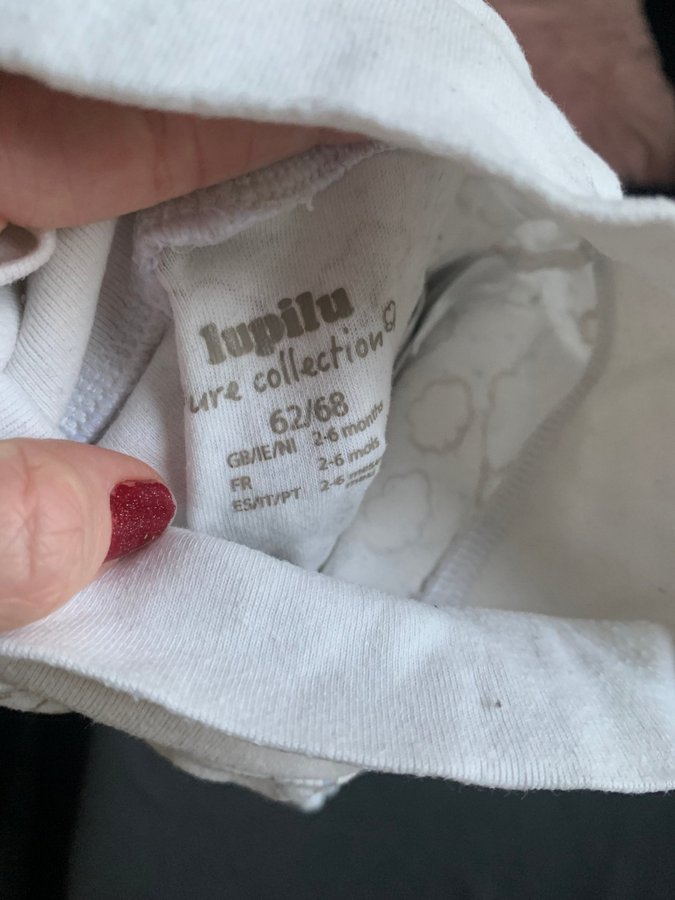 lupilu
ure collection
62/68
GB/IE/NI 2-6 months
FR 2-6 mois
ES/IT/PT 2-6